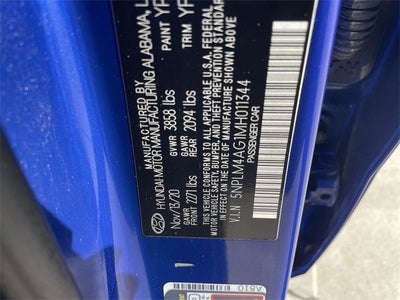 MANUFACTURED BY
HYUNDAI MOTOR MANUFACTURING ALABAMA, L
Nov/13/20 GVWR 3858 lbs PAINT YF
GAWR FRONT 2271 lbs GAWR REAR 2094 lbs TRIM YF
THIS VEHICLE CONFORMS TO ALL APPLICABLE U.S.A. FEDERAL
MOTOR VEHICLE SAFETY, BUMPER AND THEFT PREVENTION STANDARDS
IN EFFECT ON THE DATE OF MANUFACTURE SHOWN ABOVE
V.I.N : 5NPLM4AG1MH011344
PASSENGER CAR
A510